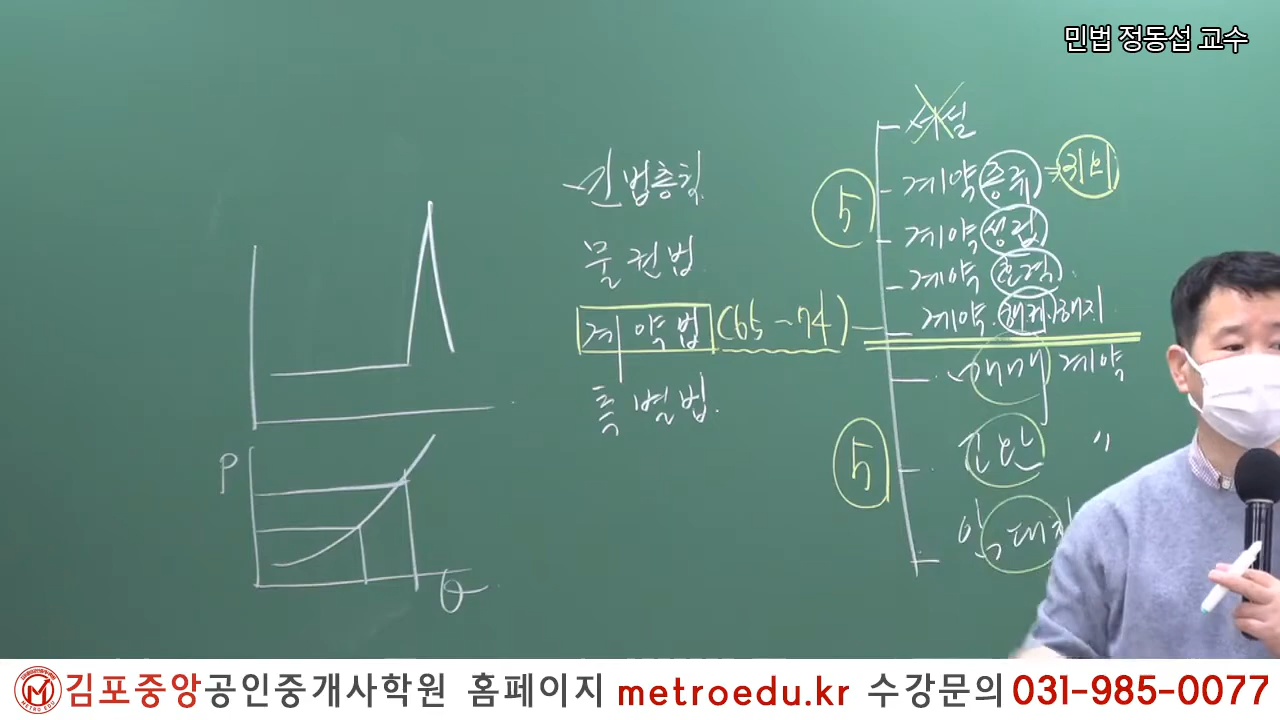 민법 정동섭 교수
민법총칙
물권법
계약법 (65-74)
특별법
P
Q
5
서설
계약 종류 → 커의
계약 성립
계약 효력
계약 해제/해지
5
매매 계약
교환 〃
임대차
김포중앙공인중개사학원 홈페이지 metroedu.kr 수강문의 031-985-0077
METRO EDU